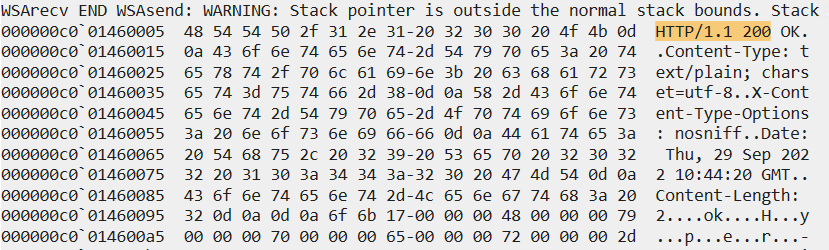 WSArecv END WSAsend: WARNING: Stack pointer is outside the normal stack bounds. Stack
000000c0`01460005  48 54 54 50 2f 31 2e 31-20 32 30 30 20 4f 4b 0d  HTTP/1.1 200 OK.
000000c0`01460015  0a 43 6f 6e 74 65 6e 74-2d 54 79 70 65 3a 20 74  .Content-Type: t
000000c0`01460025  65 78 74 2f 70 6c 61 69-6e 3b 20 63 68 61 72 73  ext/plain; chars
000000c0`01460035  65 74 3d 75 74 66 2d 38-0d 0a 58 2d 43 6f 6e 74  et=utf-8..X-Cont
000000c0`01460045  65 6e 74 2d 54 79 70 65-2d 4f 70 74 69 6f 6e 73  ent-Type-Options
000000c0`01460055  3a 20 6e 6f 73 6e 69 66-66 0d 0a 44 61 74 65 3a  : nosniff..Date:
000000c0`01460065  20 54 68 75 2c 20 32 39-20 53 65 70 20 32 30 32   Thu, 29 Sep 202
000000c0`01460075  32 20 31 30 3a 34 34 3a-32 30 20 47 4d 54 0d 0a  2 10:44:20 GMT..
000000c0`01460085  43 6f 6e 74 65 6e 74 2d-4c 65 6e 67 74 68 3a 20  Content-Length: 
000000c0`01460095  32 0d 0a 0d 0a 6f 6b 17-00 00 00 48 00 00 00 79  2....ok....H...y
000000c0`014600a5  00 00 00 70 00 00 00 65-00 00 00 72 00 00 00 2d  ...p...e...r...-